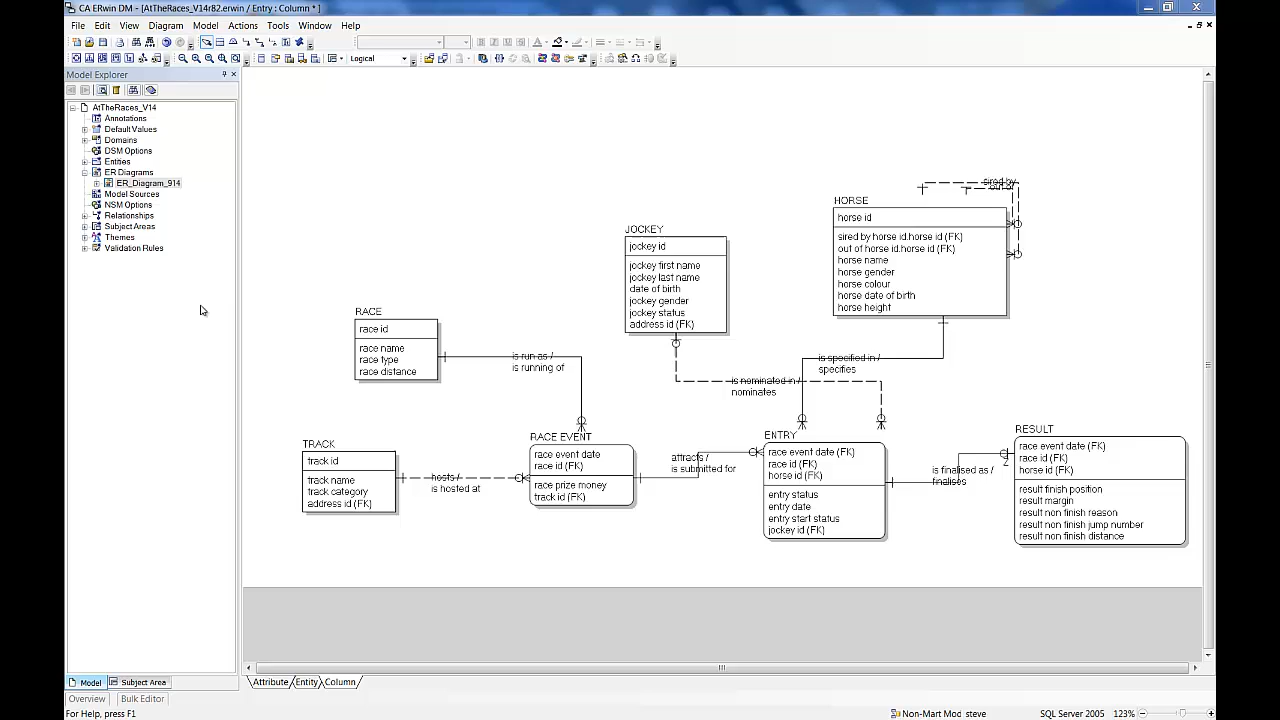 CA ERwin DM - [AtTheRaces_V14r82.erwin / Entry : Column * ]
File Edit View Diagram Model Actions Tools Window Help
Logical
Model Explorer
AtTheRaces_V14
Annotations
Default Values
Domains
DSM Options
Entities
ER Diagrams
ER_Diagram_914
Model Sources
NSM Options
Relationships
Subject Areas
Themes
Validation Rules
sired by
HORSE
horse id
sired by horse id.horse id (FK)
out of horse id.horse id (FK)
horse name
horse gender
horse colour
horse date of birth
horse height
JOCKEY
jockey id
jockey first name
jockey last name
date of birth
jockey gender
jockey status
address id (FK)
RACE
race id
race name
race type
race distance
is run as /
is running of
is specified in /
specifies
is nominated in /
nominates
TRACK
track id
track name
track category
address id (FK)
hosts /
is hosted at
RACE EVENT
race event date
race id (FK)
race prize money
track id (FK)
attracts /
is submitted for
ENTRY
race event date (FK)
race id (FK)
horse id (FK)
entry status
entry date
entry start status
jockey id (FK)
is finalised as /
finalises
Z
RESULT
race event date (FK)
race id (FK)
horse id (FK)
result finish position
result margin
result non finish reason
result non finish jump number
result non finish distance
Model Subject Area
Attribute Entity Column
Overview Bulk Editor
For Help, press F1
Non-Mart Mod steve SQL Server 2005 123%